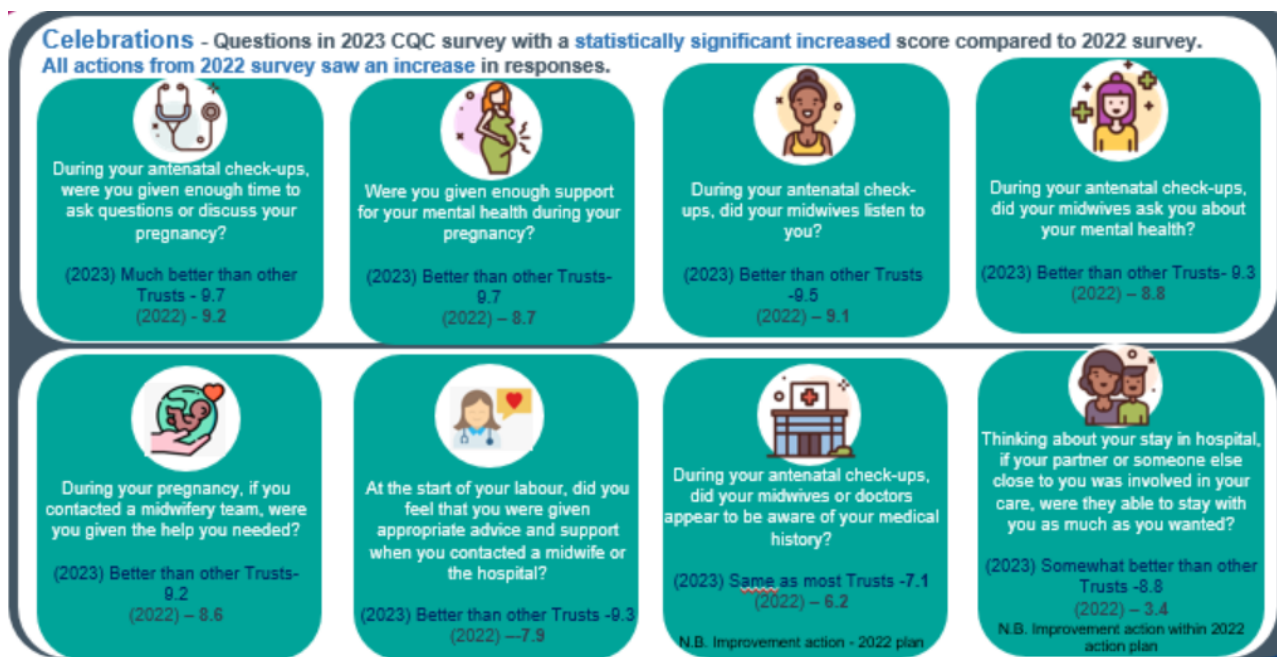 Celebrations - Questions in 2023 CQC survey with a statistically significant increased score compared to 2022 survey.
All actions from 2022 survey saw an increase in responses.
During your antenatal check-ups,
were you given enough time to
ask questions or discuss your
pregnancy?
(2023) Much better than other
Trusts - 9.7
(2022) - 9.2
Were you given enough support
for your mental health during your
pregnancy?
(2023) Better than other Trusts-
9.7
(2022) – 8.7
During your antenatal check-
ups, did your midwives listen to
you?
(2023) Better than other Trusts
-9.5
(2022) – 9.1
During your antenatal check-ups,
did your midwives ask you about
your mental health?
(2023) Better than other Trusts- 9.3
(2022) – 8.8
During your pregnancy, if you
contacted a midwifery team, were
you given the help you needed?
(2023) Better than other Trusts-
9.2
(2022) – 8.6
At the start of your labour, did you
feel that you were given
appropriate advice and support
when you contacted a midwife or
the hospital?
(2023) Better than other Trusts -9.3
(2022) –-7.9
During your antenatal check-ups,
did your midwives or doctors
appear to be aware of your medical
history?
(2023) Same as most Trusts -7.1
(2022) – 6.2
N.B. Improvement action - 2022 plan
Thinking about your stay in hospital,
if your partner or someone else
close to you was involved in your
care, were they able to stay with
you as much as you wanted?
(2023) Somewhat better than other
Trusts -8.8
(2022) – 3.4
N.B. Improvement action within 2022
action plan